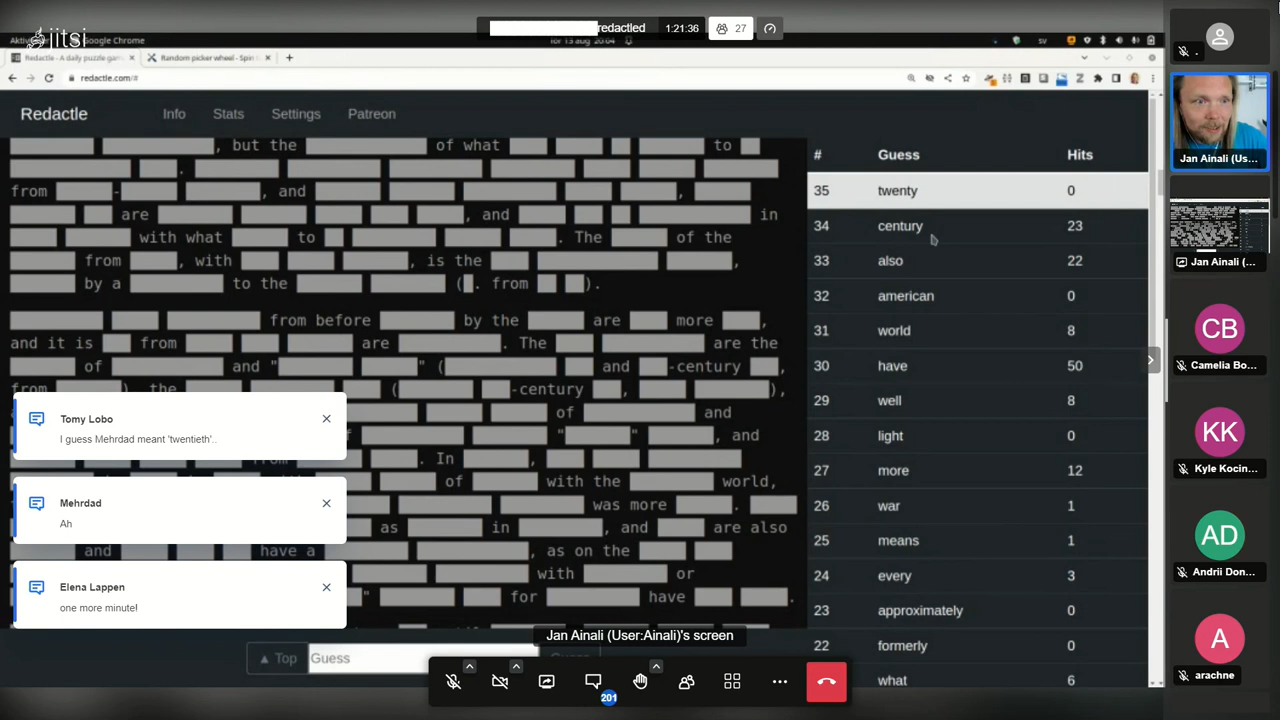 jitsi
redactled
1:21:36
27
Google Chrome
sv
Redactle - A daily puzzle gam
Random picker wheel - Spin t
redactle.com/#
Redactle
Info
Stats
Settings
Patreon
, but the of what to
.
from - , and ,
are , and in
with what to . The of the
from , with , is the ,
by a to the ( . from ).
from before by the are more ,
and it is from are . The are the
of and " " ( and -century ,
from ), the ( -century , ),
of and
" " , and
from . In ,
of with the world,
was more .
as in , and are also
and have a , as on the
with or
" for have .
# Guess Hits
35 twenty 0
34 century 23
33 also 22
32 american 0
31 world 8
30 have 50
29 well 8
28 light 0
27 more 12
26 war 1
25 means 1
24 every 3
23 approximately 0
22 formerly 0
what 6
Tomy Lobo
I guess Mehrdad meant 'twentieth'..
Mehrdad
Ah
Elena Lappen
one more minute!
▲ Top
Guess
Jan Ainali (User:Ainali)'s screen
201
.
Jan Ainali (Us...
Jan Ainali (...
CB
Camelia Bo...
KK
Kyle Kocin...
AD
Andrii Don...
A
arachne